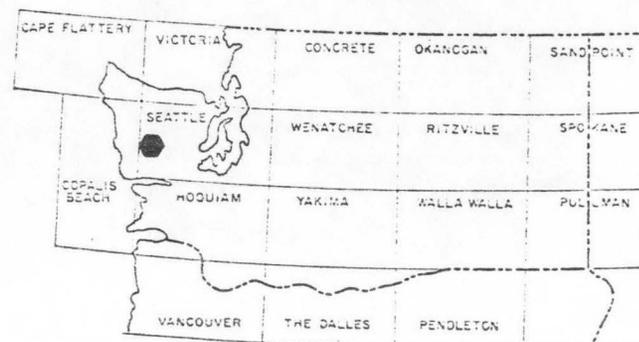 CAPE FLATTERY
VICTORIA
CONCRETE
OKANOGAN
SANDPOINT
SEATTLE
WENATCHEE
RITZVILLE
SPOKANE
COPALIS
BEACH
HOQUIAM
YAKIMA
WALLA WALLA
PULLMAN
VANCOUVER
THE DALLES
PENDLETON